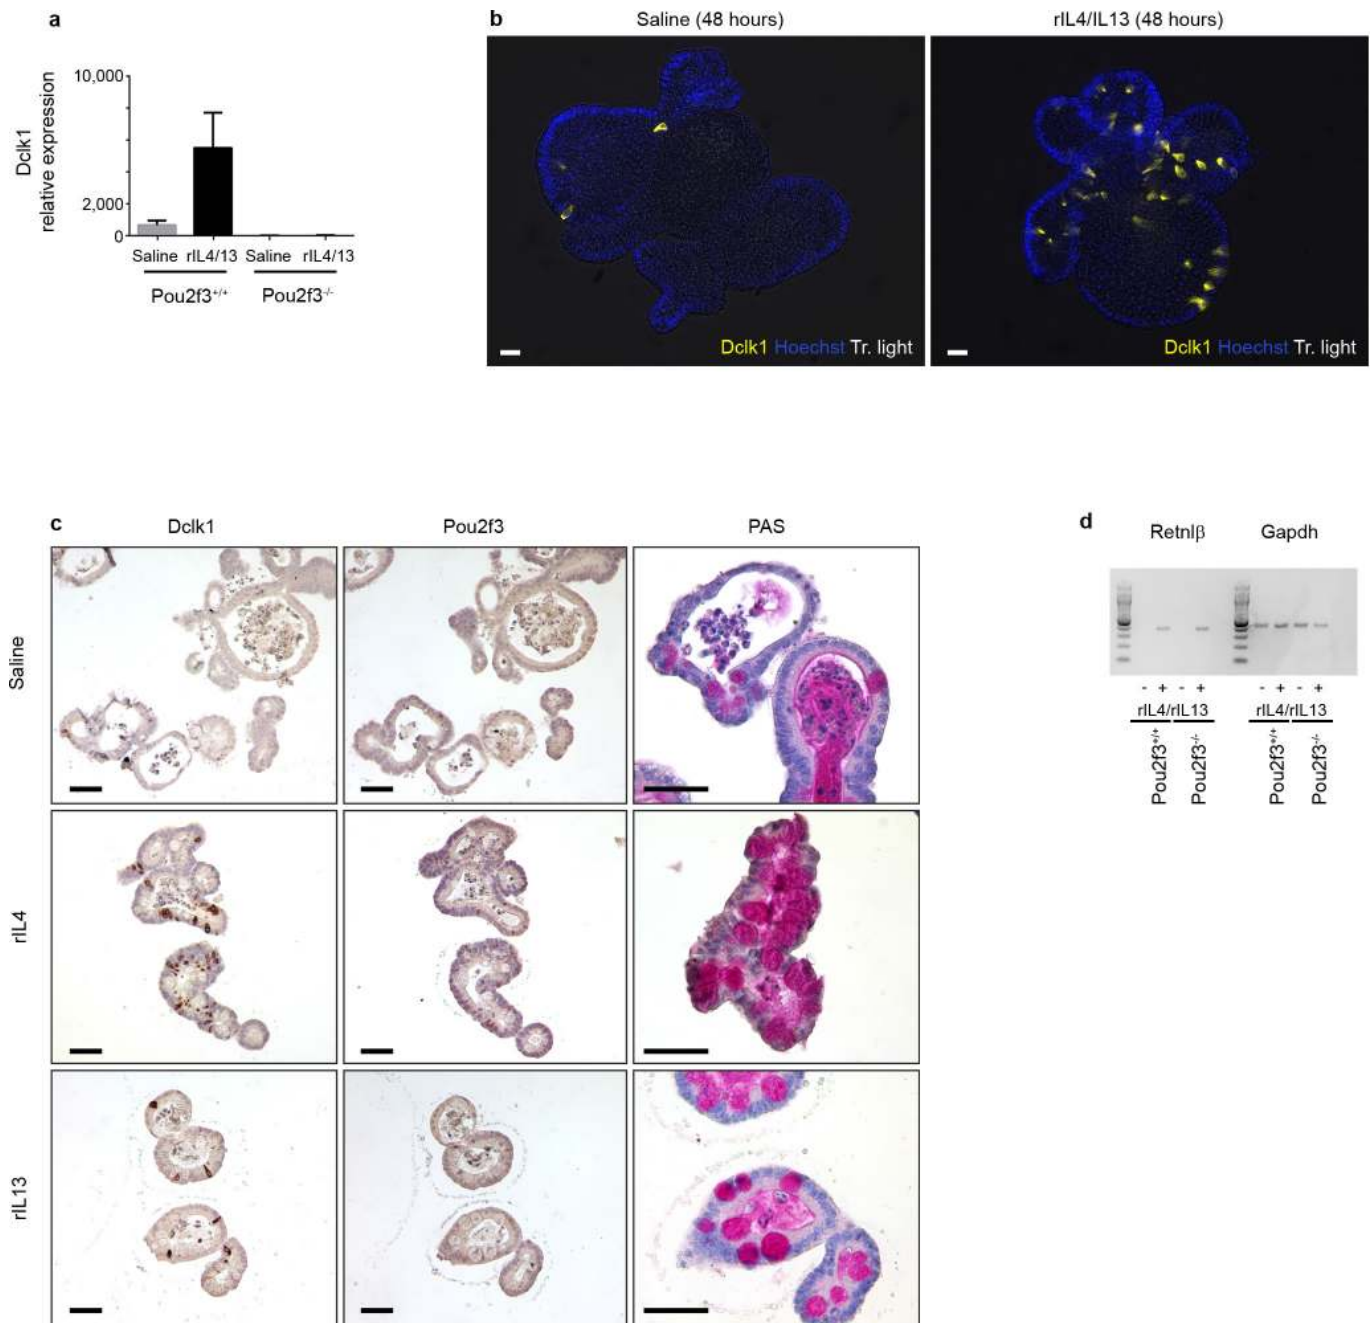 a
Dclk1
relative expression
10,000
2,000
0
Saline rIL4/13 Saline rIL4/13
Pou2f3+/+ Pou2f3-/-
b
Saline (48 hours)
rIL4/IL13 (48 hours)
Dclk1 Hoechst Tr. light
Dclk1 Hoechst Tr. light
c
Dclk1
Pou2f3
PAS
Saline
rIL4
rIL13
d
Retnlβ Gapdh
- + - + - + - +
rIL4/rIL13 rIL4/rIL13
Pou2f3+/+
Pou2f3-/-
Pou2f3+/+
Pou2f3-/-